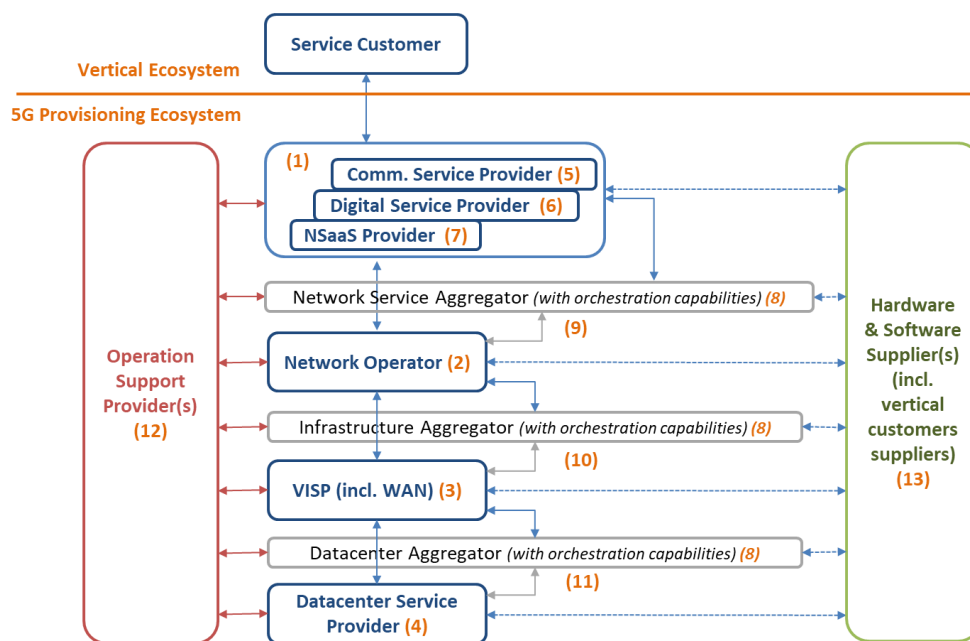 Service Customer
Vertical Ecosystem
5G Provisioning Ecosystem
(1)
Comm. Service Provider (5)
Digital Service Provider (6)
NSaaS Provider (7)
Network Service Aggregator (with orchestration capabilities) (8)
(9)
Network Operator (2)
Infrastructure Aggregator (with orchestration capabilities) (8)
(10)
VISP (incl. WAN) (3)
Datacenter Aggregator (with orchestration capabilities) (8)
(11)
Datacenter Service
Provider (4)
Operation
Support
Provider(s)
(12)
Hardware
& Software
Supplier(s)
(incl.
vertical
customers
suppliers)
(13)